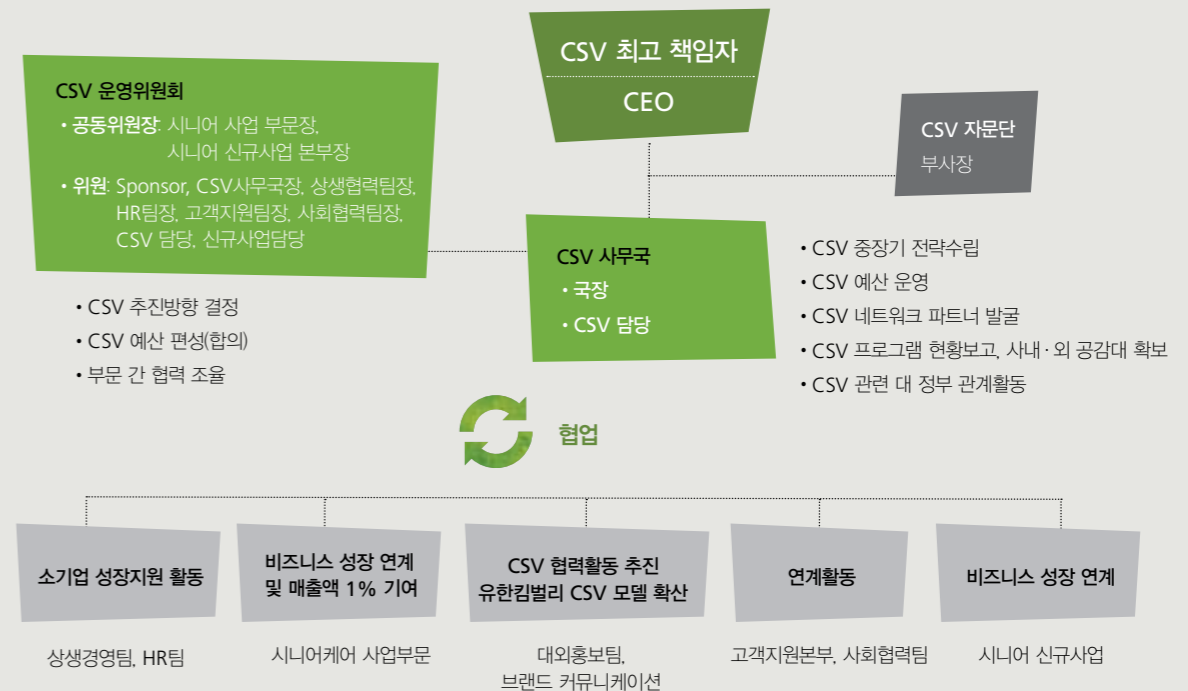 CSV 최고 책임자
CEO
CSV 운영위원회
• 공동위원장: 시니어 사업 부문장,
시니어 신규사업 본부장
• 위원: Sponsor, CSV사무국장, 상생협력팀장,
HR팀장, 고객지원팀장, 사회협력팀장,
CSV 담당, 신규사업담당
• CSV 추진방향 결정
• CSV 예산 편성(합의)
• 부문 간 협력 조율
CSV 자문단
부사장
CSV 사무국
• 국장
• CSV 담당
• CSV 중장기 전략수립
• CSV 예산 운영
• CSV 네트워크 파트너 발굴
• CSV 프로그램 현황보고, 사내·외 공감대 확보
• CSV 관련 대 정부 관계활동
협업
소기업 성장지원 활동
상생경영팀, HR팀
비즈니스 성장 연계
및 매출액 1% 기여
시니어케어 사업부문
CSV 협력활동 추진
유한킴벌리 CSV 모델 확산
대외홍보팀,
브랜드 커뮤니케이션
연계활동
고객지원본부, 사회협력팀
비즈니스 성장 연계
시니어 신규사업